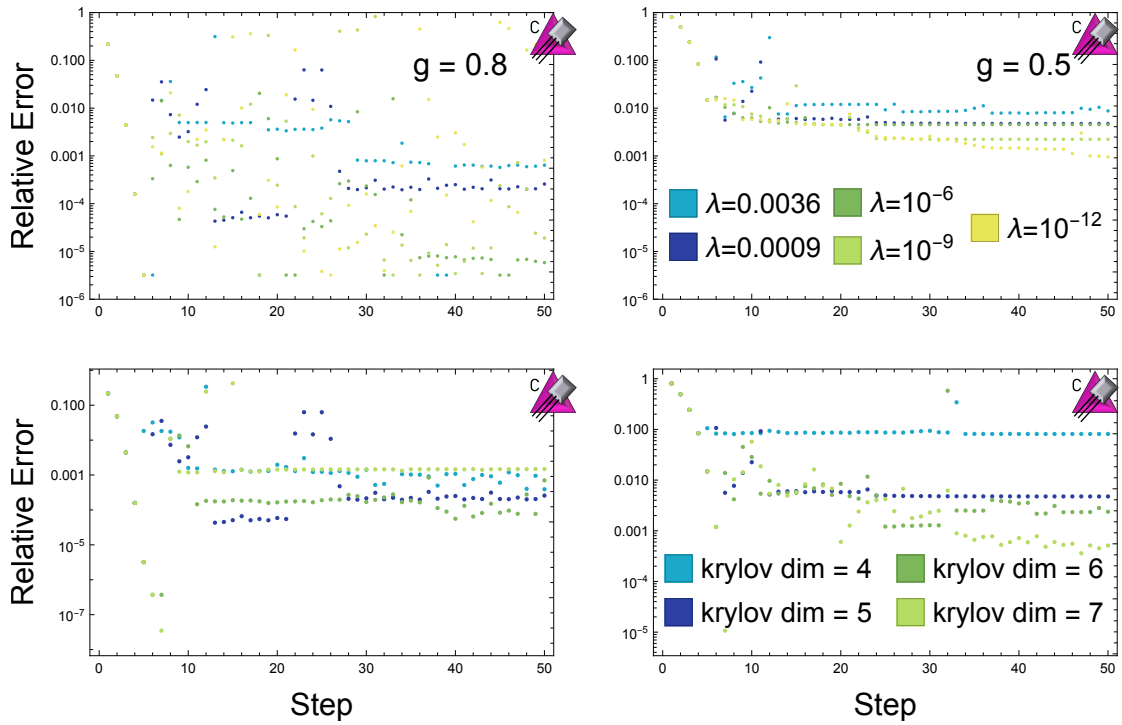 C
C
1
0.100
0.010
0.001
10⁻⁴
10⁻⁵
10⁻⁶
Relative Error
g = 0.8
0 10 20 30 40 50
1
0.100
0.010
0.001
10⁻⁴
10⁻⁵
10⁻⁶
g = 0.5
λ=0.0036
λ=10⁻⁶
λ=10⁻¹²
λ=0.0009
λ=10⁻⁹
0 10 20 30 40 50
C
C
0.100
0.001
10⁻⁵
10⁻⁷
Relative Error
0 10 20 30 40 50
Step
1
0.100
0.010
0.001
10⁻⁴
10⁻⁵
krylov dim = 4
krylov dim = 6
krylov dim = 5
krylov dim = 7
0 10 20 30 40 50
Step